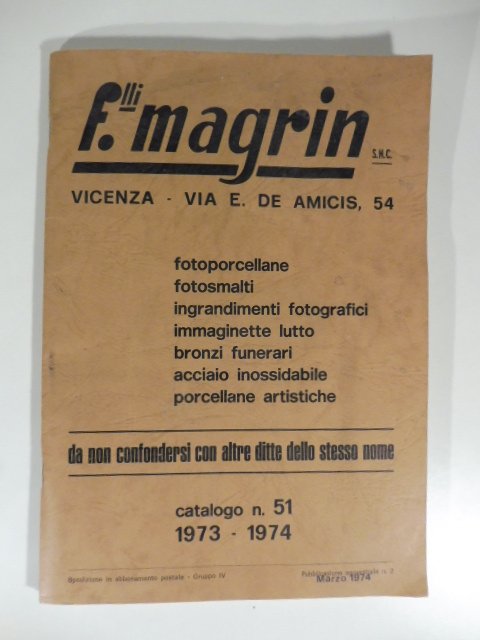 F.lli magrin S.N.C.
VICENZA - VIA E. DE AMICIS, 54
fotoporcellane
fotosmalti
ingrandimenti fotografici
immaginette lutto
bronzi funerari
acciaio inossidabile
porcellane artistiche
da non confondersi con altre ditte dello stesso nome
catalogo n. 51
1973 - 1974
Spedizione in abbonamento postale - Gruppo IV
Pubblicazione n. 2
Marzo 1974